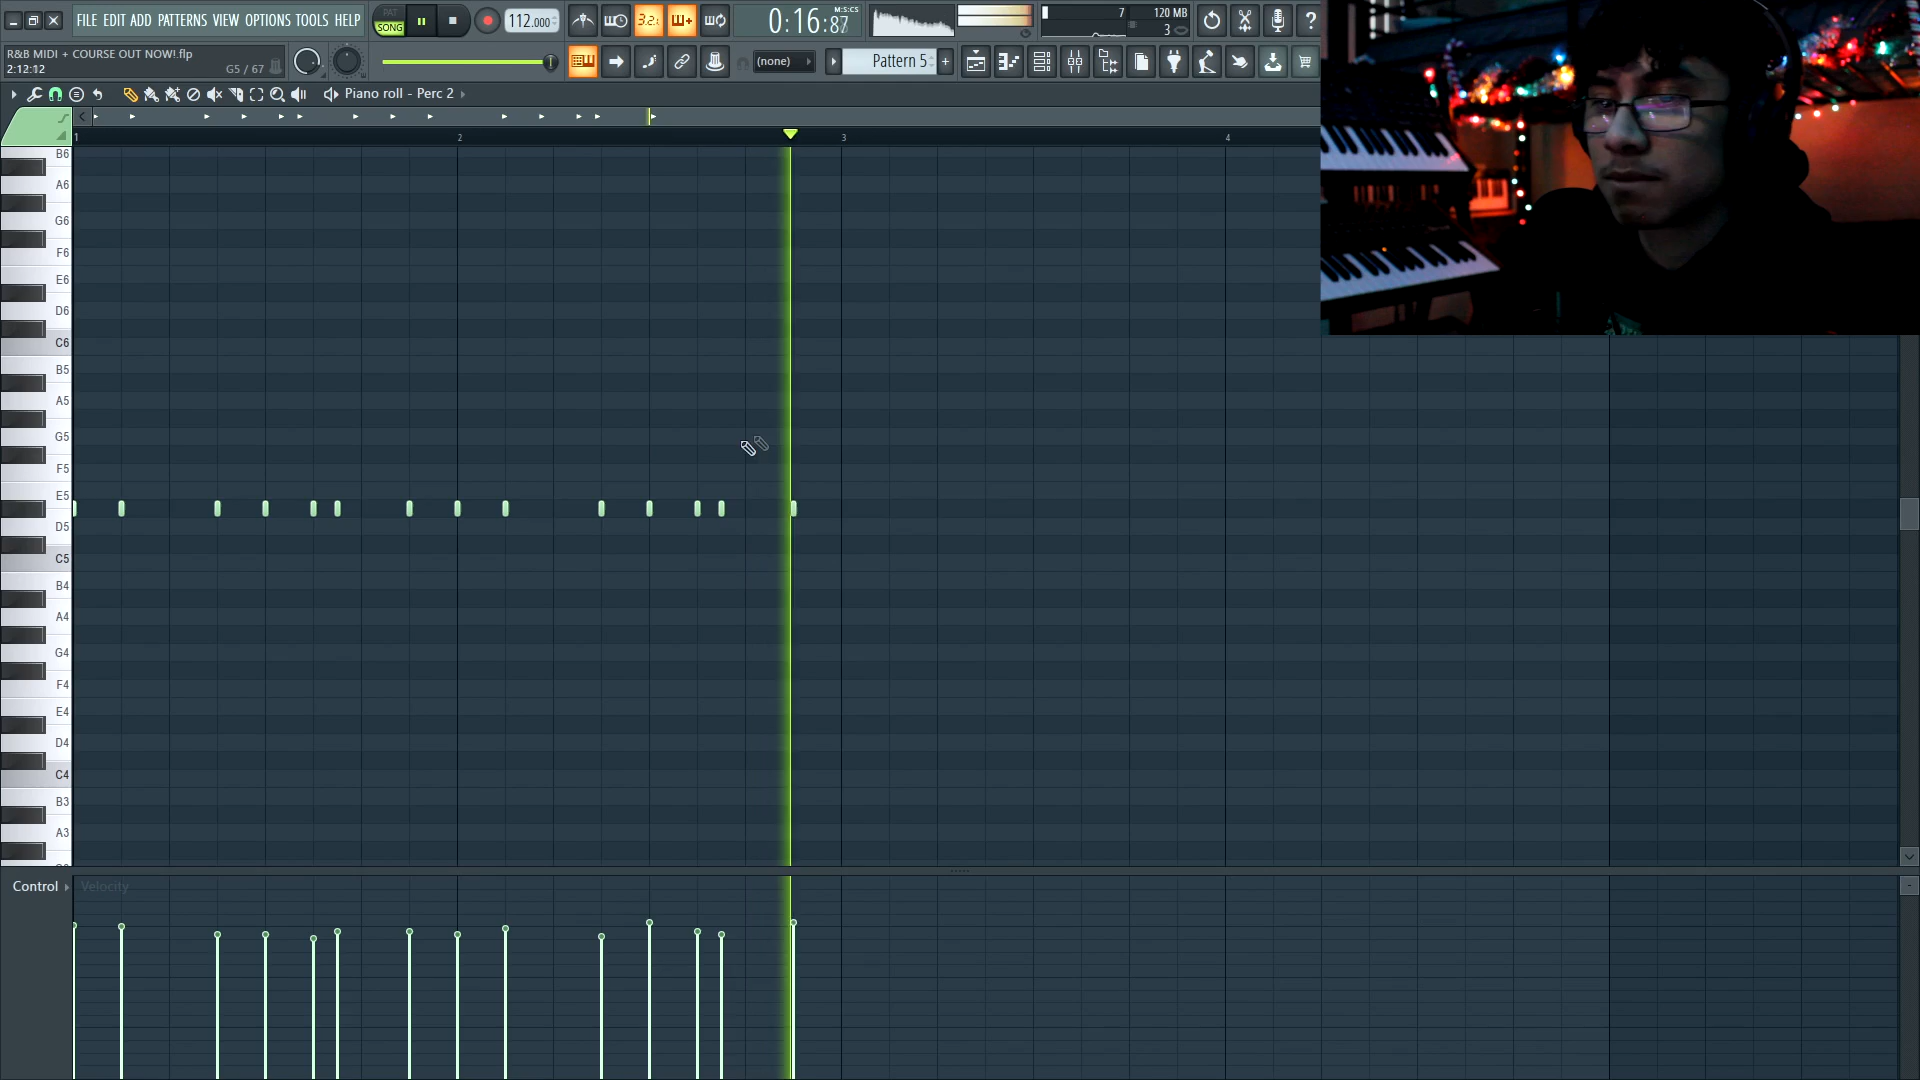 FILE EDIT ADD PATTERNS VIEW OPTIONS TOOLS HELP
PAT
SONG
112.000
3.2.
0:16:87
M:S:CS
7
120 MB
3
?
R&B MIDI + COURSE OUT NOW!.flp
2:12:12
G5 / 67
(none)
Pattern 5
+
Piano roll - Perc 2
1
2
3
4
B6
A6
G6
F6
E6
D6
C6
B5
A5
G5
F5
E5
D5
C5
B4
A4
G4
F4
E4
D4
C4
B3
A3
Control
Velocity